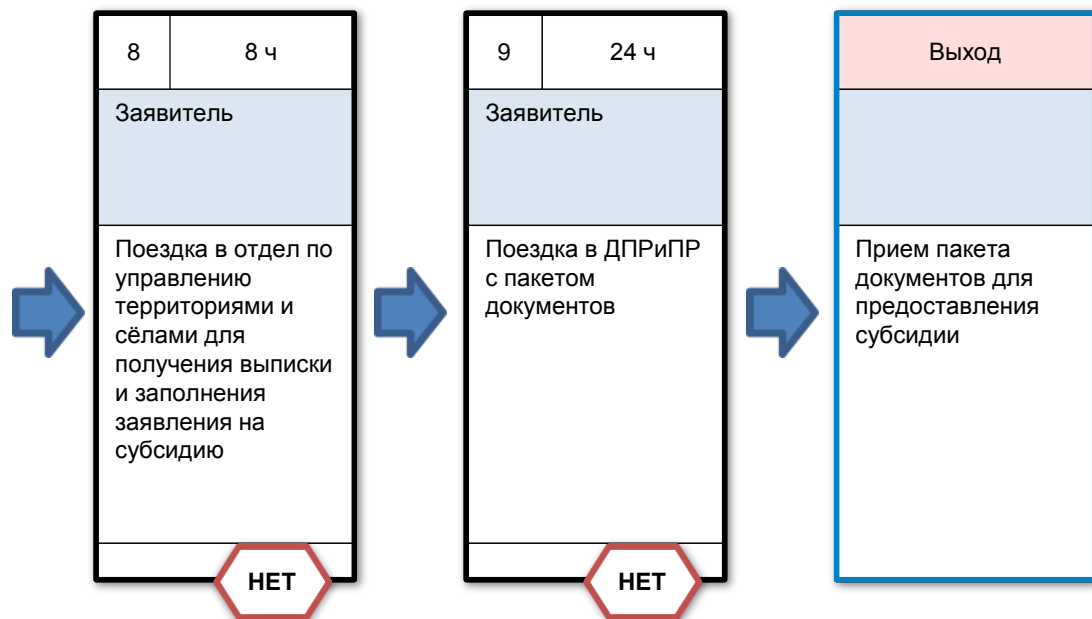 8
8 ч
Заявитель
Поездка в отдел по
управлению
территориями и
сёлами для
получения выписки
и заполнения
заявления на
субсидию
НЕТ
9
24 ч
Заявитель
Поездка в ДПРиПР
с пакетом
документов
НЕТ
Выход
Прием пакета
документов для
предоставления
субсидии